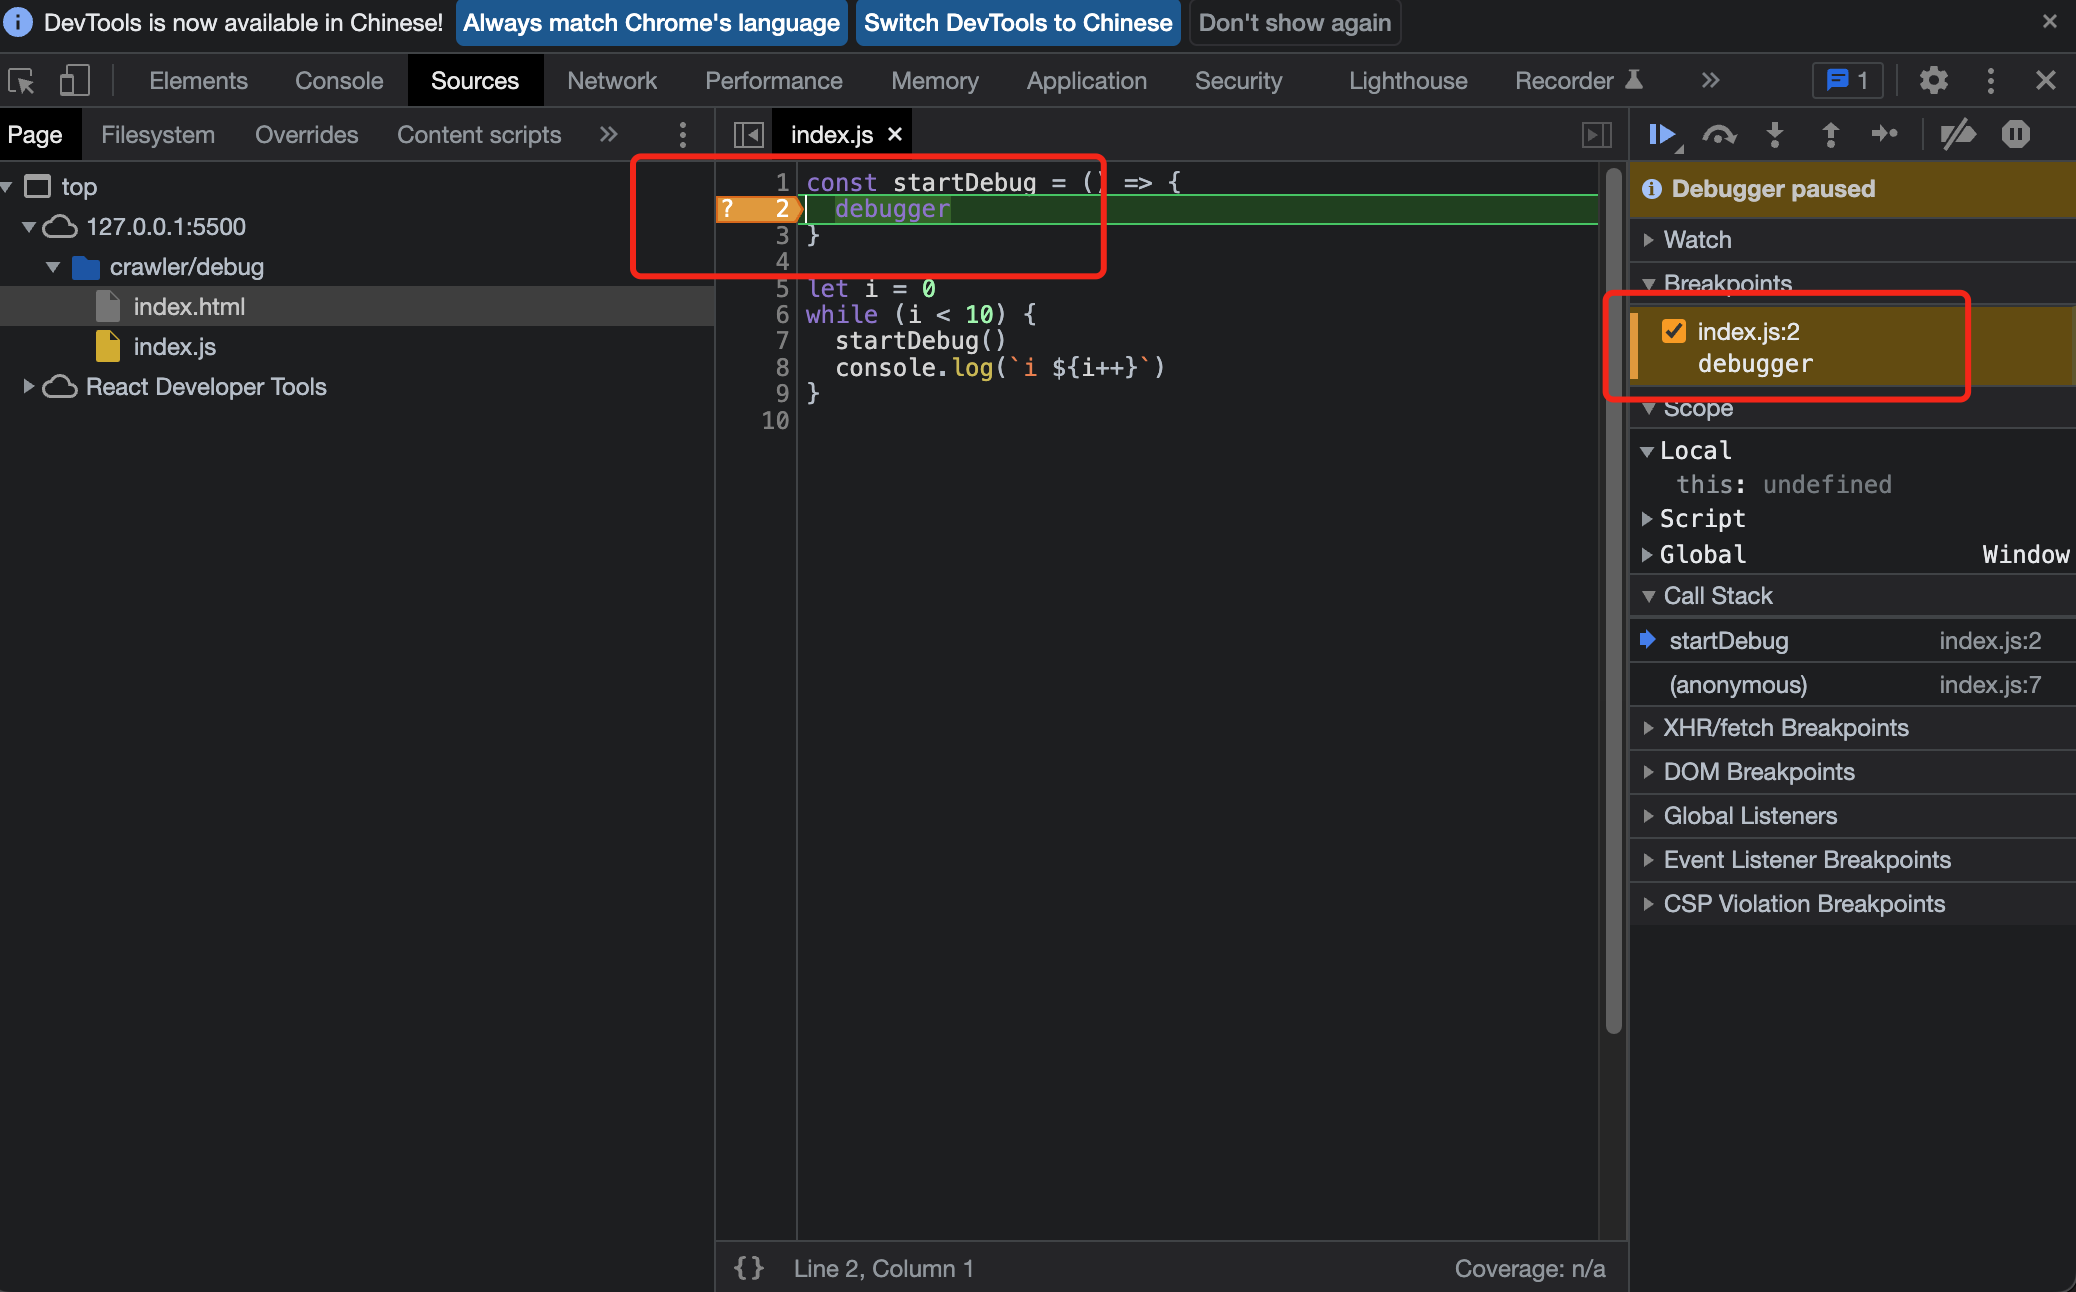 DevTools is now available in Chinese! Always match Chrome's language Switch DevTools to Chinese Don't show again
Elements Console Sources Network Performance Memory Application Security Lighthouse Recorder 1
Page Filesystem Overrides Content scripts
top
127.0.0.1:5500
crawler/debug
index.html
index.js
React Developer Tools
index.js
1 const startDebug = () => {
? 2 debugger
3 }
4
5 let i = 0
6 while (i < 10) {
7 startDebug()
8 console.log(`i ${i++}`)
9 }
10
{} Line 2, Column 1 Coverage: n/a
Debugger paused
Watch
Breakpoints
index.js:2
debugger
Scope
Local
this: undefined
Script
Global Window
Call Stack
startDebug index.js:2
(anonymous) index.js:7
XHR/fetch Breakpoints
DOM Breakpoints
Global Listeners
Event Listener Breakpoints
CSP Violation Breakpoints